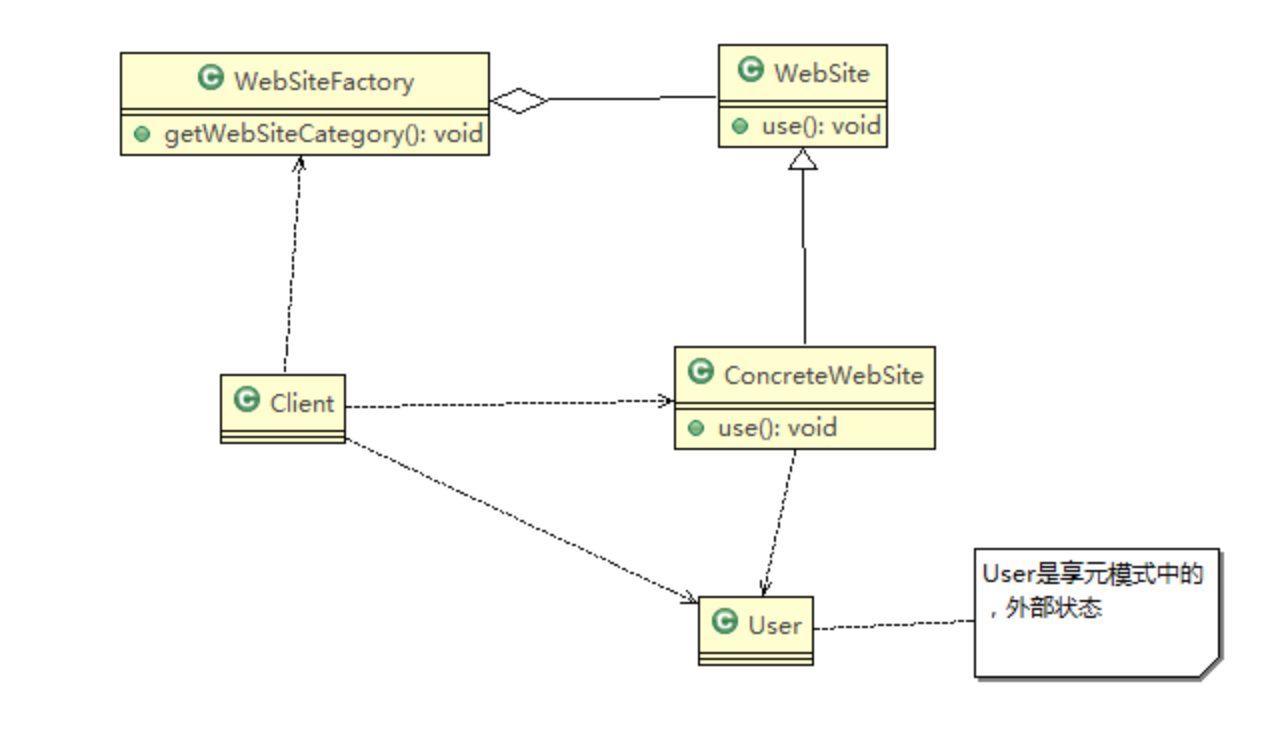 WebSiteFactory
getWebSiteCategory(): void
WebSite
use(): void
Client
ConcreteWebSite
use(): void
User
User是享元模式中的
，外部状态